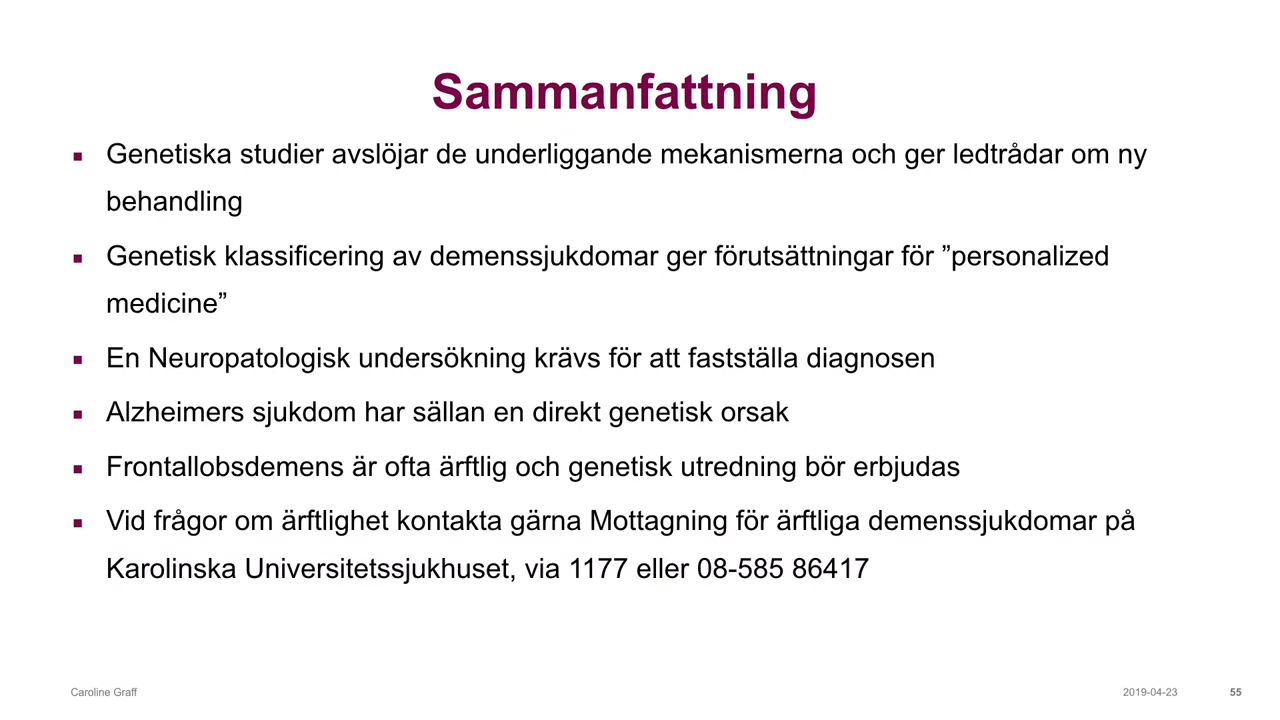 Sammanfattning
▪ Genetiska studier avslöjar de underliggande mekanismerna och ger ledtrådar om ny
behandling
▪ Genetisk klassificering av demenssjukdomar ger förutsättningar för ”personalized
medicine”
▪ En Neuropatologisk undersökning krävs för att fastställa diagnosen
▪ Alzheimers sjukdom har sällan en direkt genetisk orsak
▪ Frontallobsdemens är ofta ärftlig och genetisk utredning bör erbjudas
▪ Vid frågor om ärftlighet kontakta gärna Mottagning för ärftliga demenssjukdomar på
Karolinska Universitetssjukhuset, via 1177 eller 08-585 86417
Caroline Graff 2019-04-23 55